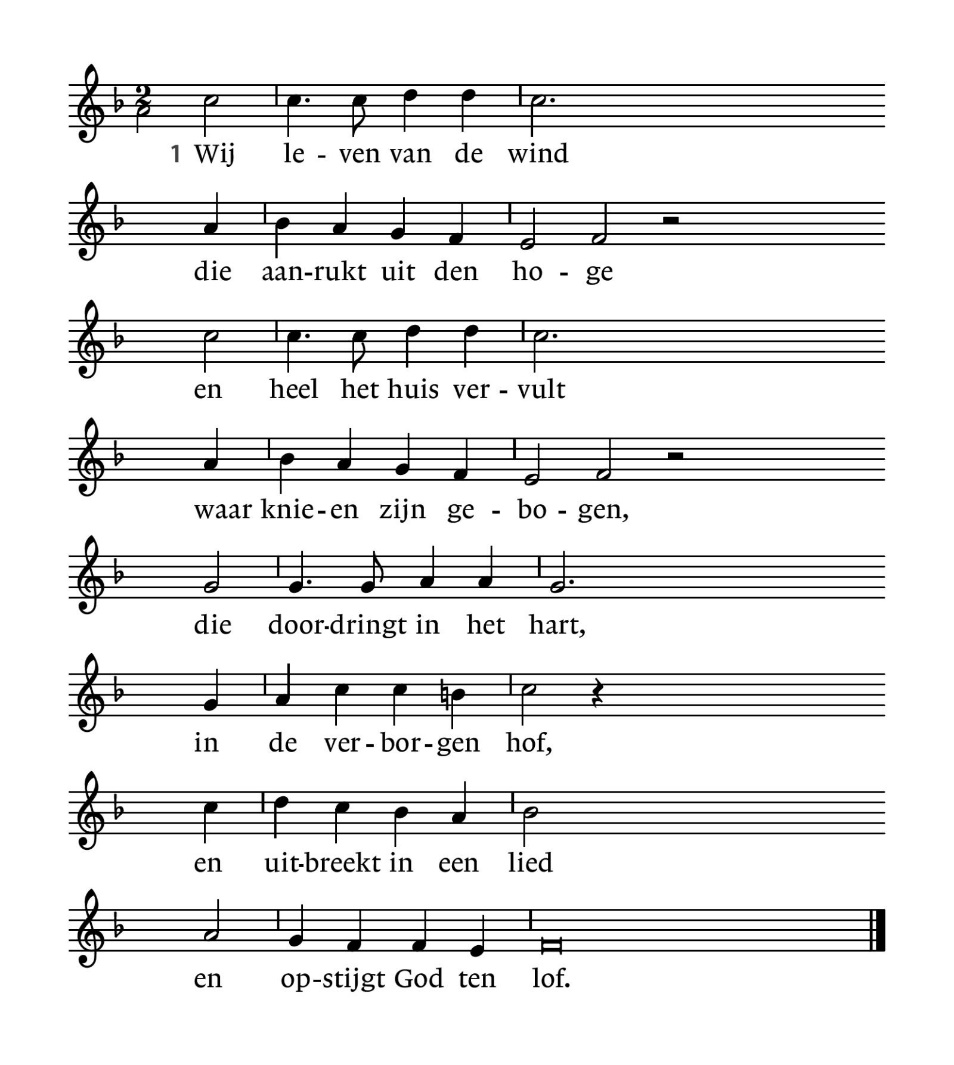 2
1 Wij le - ven van de wind
die aan-rukt uit den ho - ge
en heel het huis ver - vult
waar knie-en zijn ge - bo - gen,
die door-dringt in het hart,
in de ver-bor-gen hof,
en uit-breekt in een lied
en op-stijgt God ten lof.